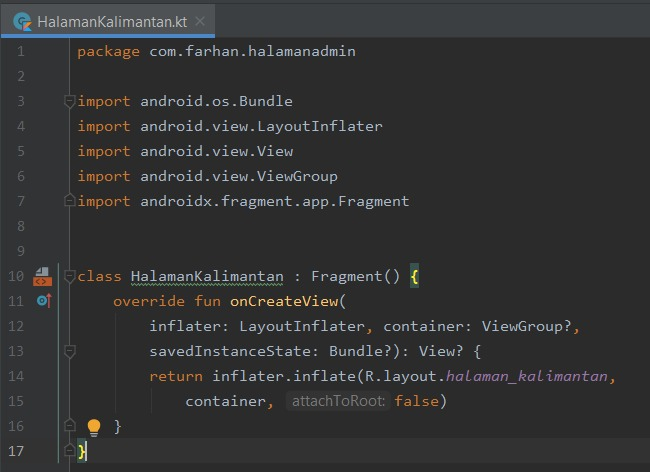 HalamanKalimantan.kt
1 package com.farhan.halamanadmin
2
3 import android.os.Bundle
4 import android.view.LayoutInflater
5 import android.view.View
6 import android.view.ViewGroup
7 import androidx.fragment.app.Fragment
8
9
10 class HalamanKalimantan : Fragment() {
11 override fun onCreateView(
12 inflater: LayoutInflater, container: ViewGroup?,
13 savedInstanceState: Bundle?): View? {
14 return inflater.inflate(R.layout.halaman_kalimantan,
15 container, attachToRoot: false)
16 }
17 }